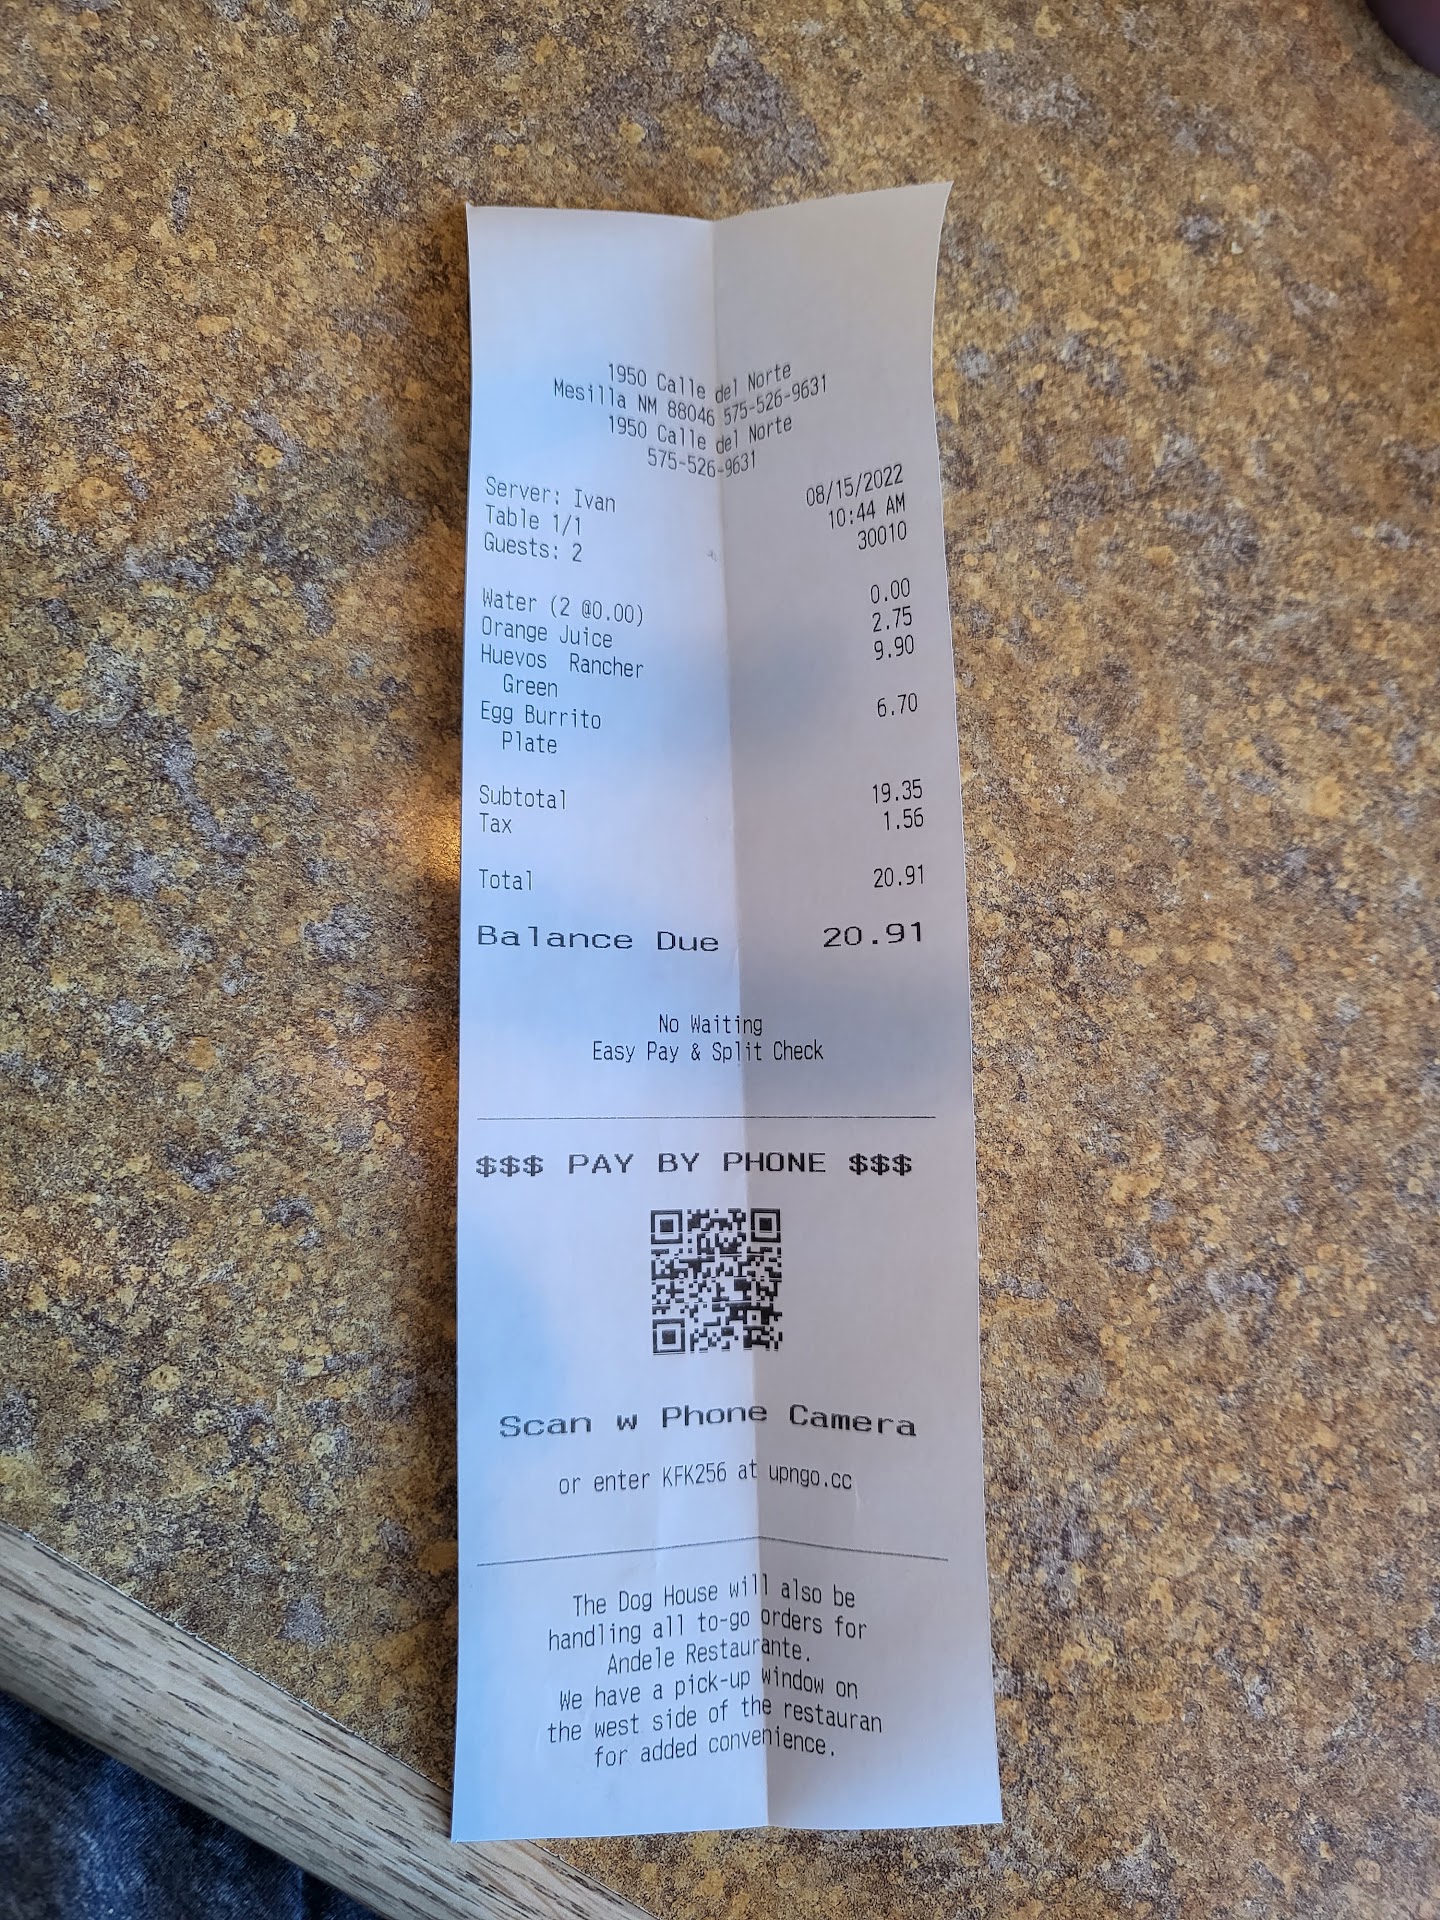 1950 Calle del Norte
Mesilla NM 88046 575-526-9631
1950 Calle del Norte
575-526-9631
Server: Ivan 08/15/2022
Table 1/1 10:44 AM
Guests: 2 30010
Water (2 @0.00) 0.00
Orange Juice 2.75
Huevos Rancher 9.90
Green
Egg Burrito 6.70
Plate
Subtotal 19.35
Tax 1.56
Total 20.91
Balance Due 20.91
No Waiting
Easy Pay & Split Check
$$$ PAY BY PHONE $$$
Scan w Phone Camera
or enter KFK256 at upngo.cc
The Dog House will also be
handling all to-go orders for
Andele Restaurante.
We have a pick-up window on
the west side of the restauran
for added convenience.